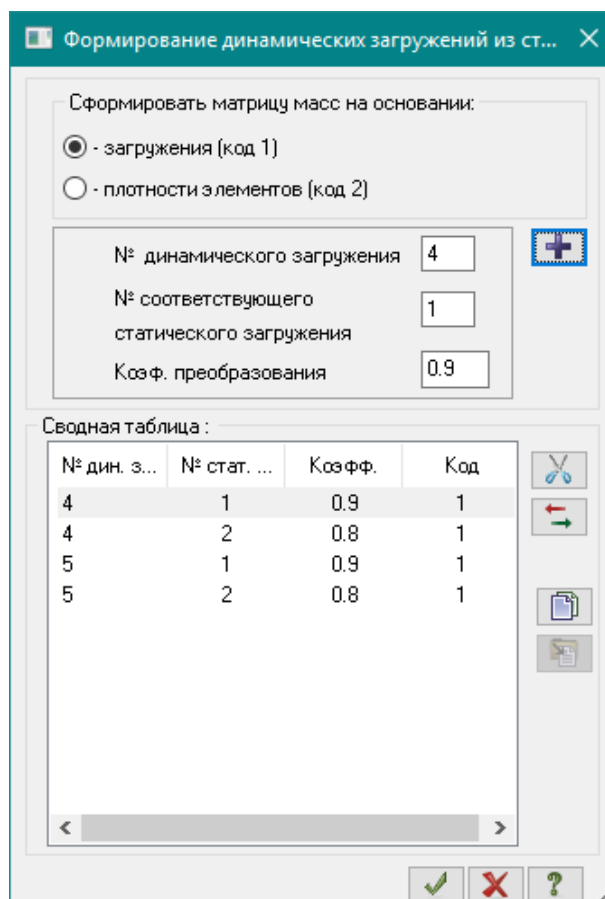 Формирование динамических загружений из ст...
Сформировать матрицу масс на основании:
- загружения (код 1)
- плотности элементов (код 2)
№ динамического загружения 4
№ соответствующего
статического загружения 1
Коэф. преобразования 0.9
Сводная таблица :
№ дин. з... № стат. ... Коэфф. Код
4 1 0.9 1
4 2 0.8 1
5 1 0.9 1
5 2 0.8 1